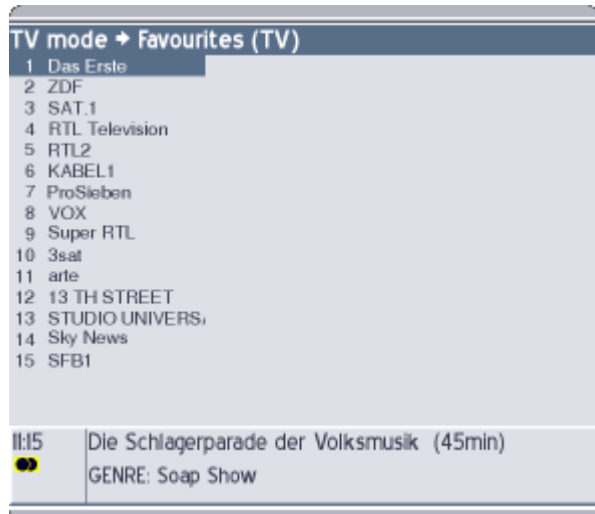 TV mode ➜ Favourites (TV)
1 Das Erste
2 ZDF
3 SAT.1
4 RTL Television
5 RTL2
6 KABEL1
7 ProSieben
8 VOX
9 Super RTL
10 3sat
11 arte
12 13 TH STREET
13 STUDIO UNIVERS
14 Sky News
15 SFB1
11:15 Die Schlagerparade der Volksmusik (45min)
GENRE: Soap Show